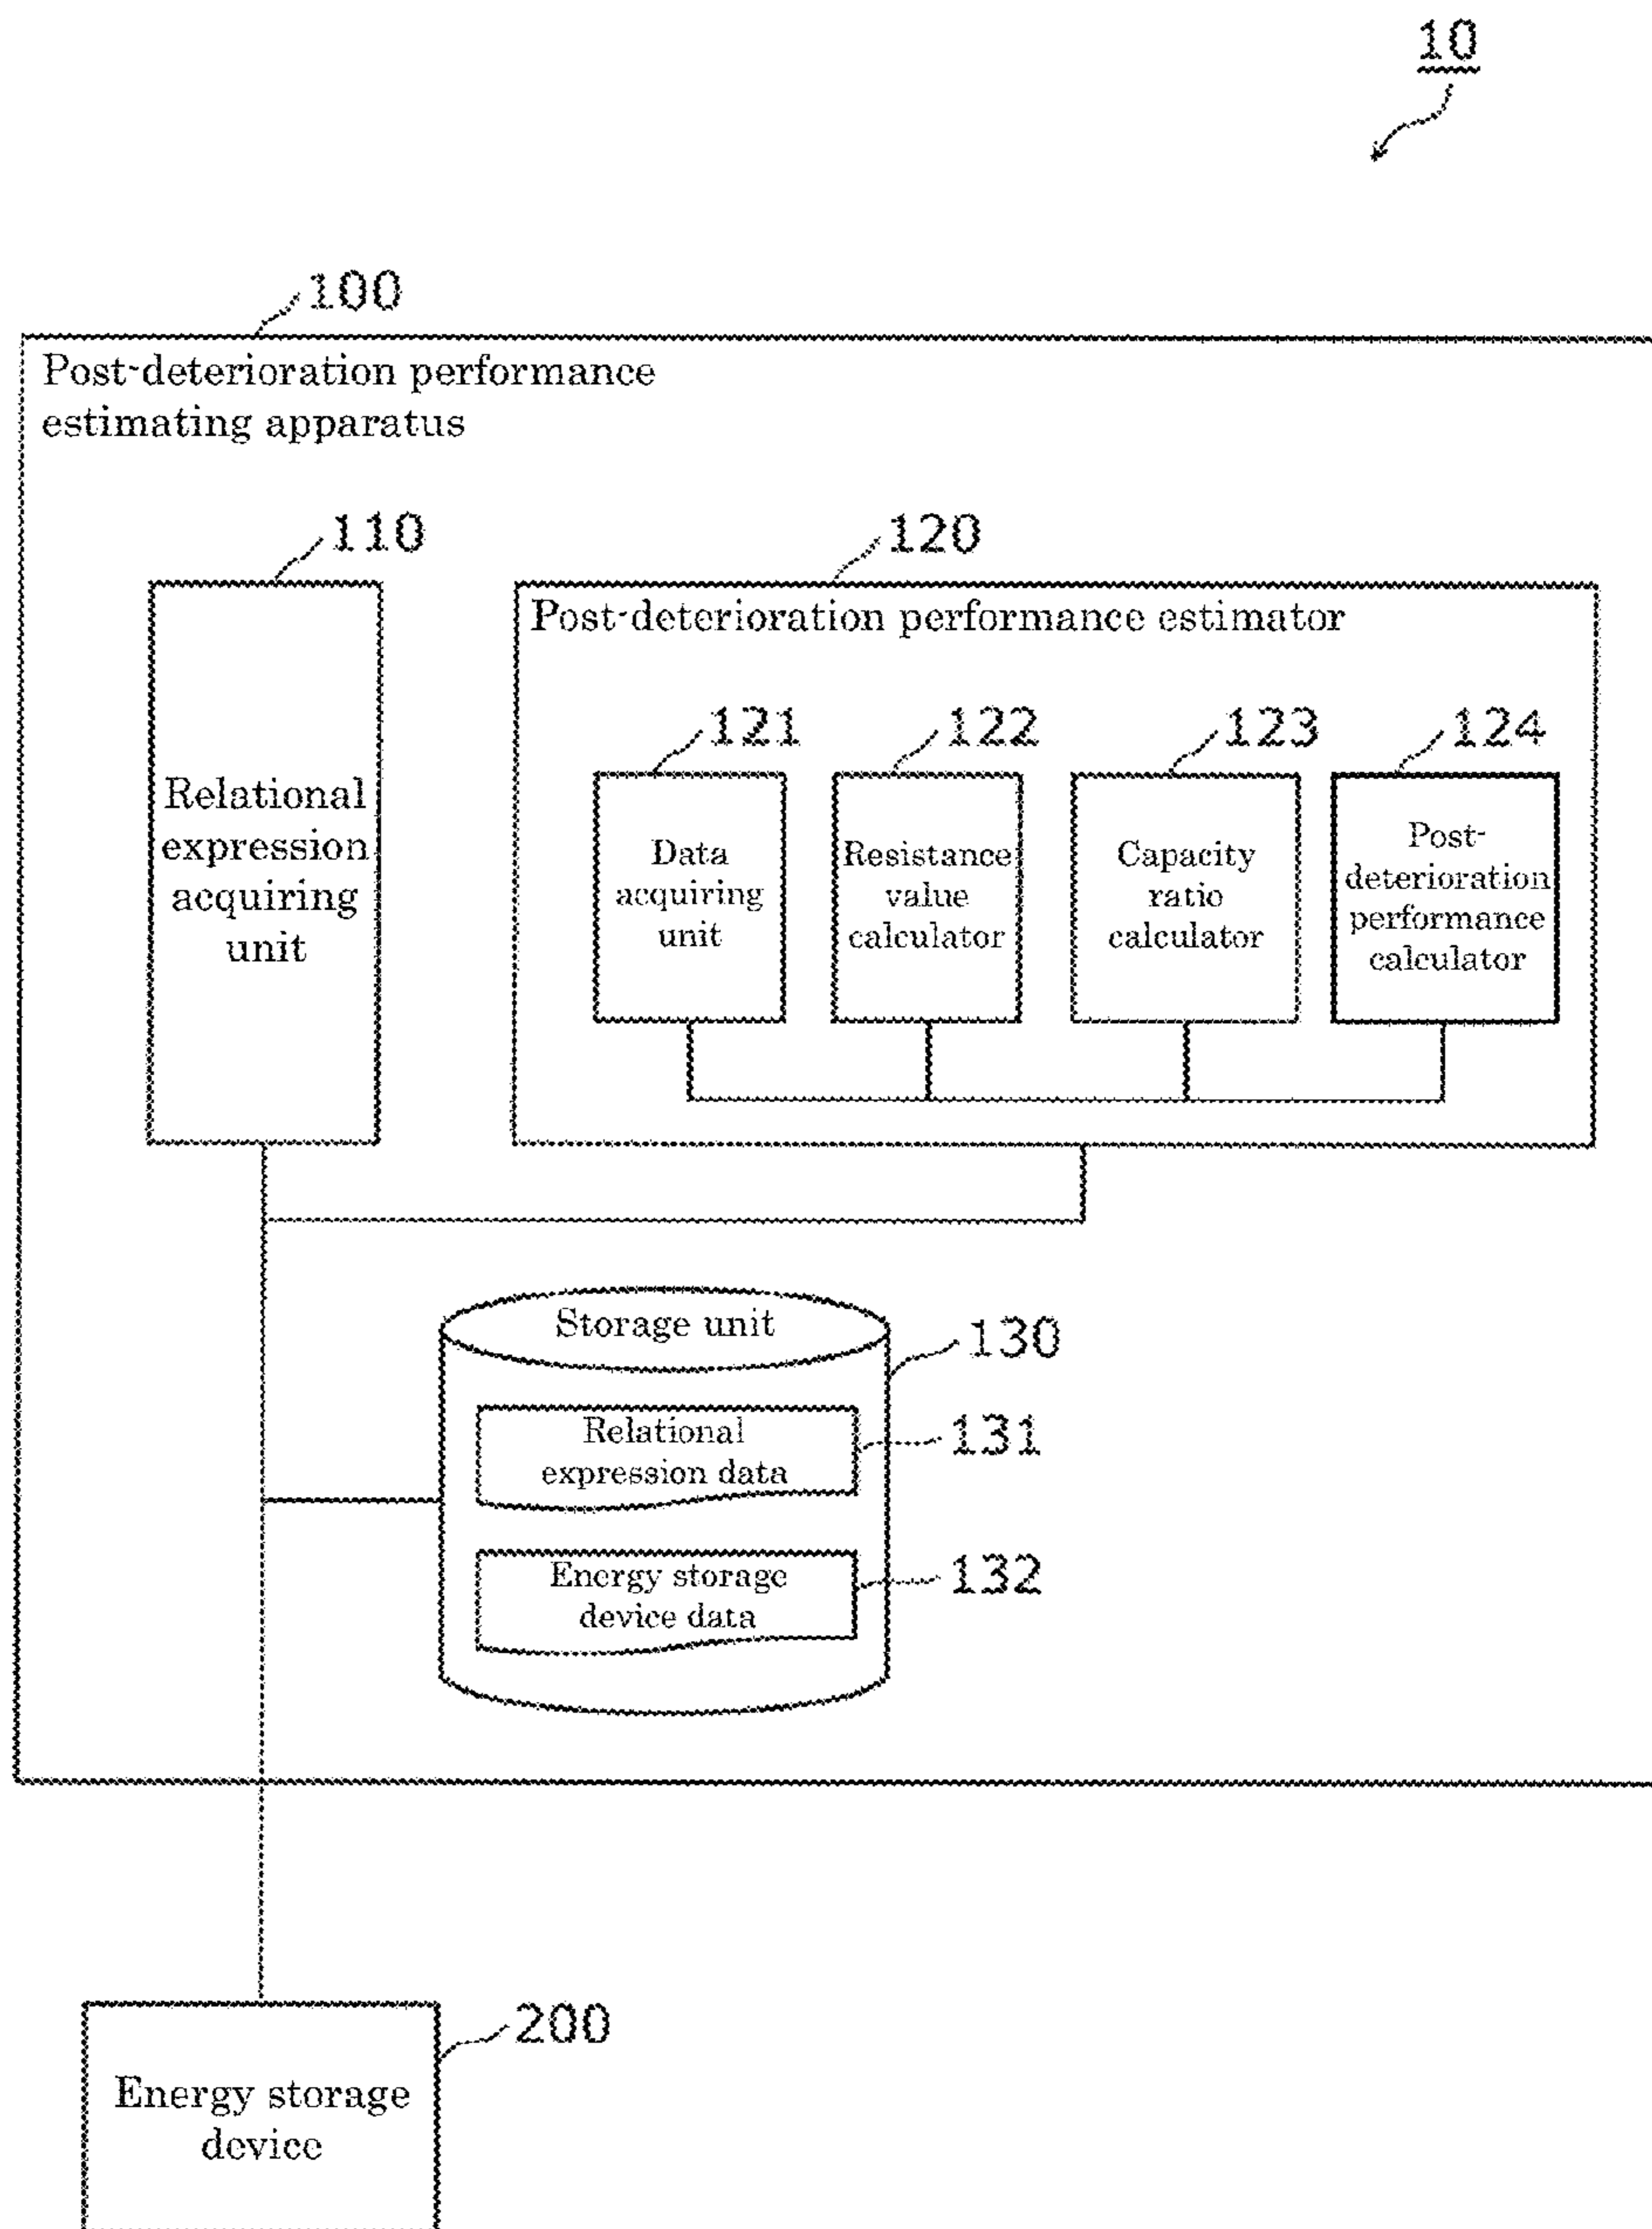 10
100
Post-deterioration performance
estimating apparatus
110
120
Relational
expression
acquiring
unit
Post-deterioration performance estimator
121
122
123
124
Data
acquiring
unit
Resistance
value
calculator
Capacity
ratio
calculator
Post-
deterioration
performance
calculator
Storage unit
130
Relational
expression data
131
Energy storage
device data
132
200
Energy storage
device